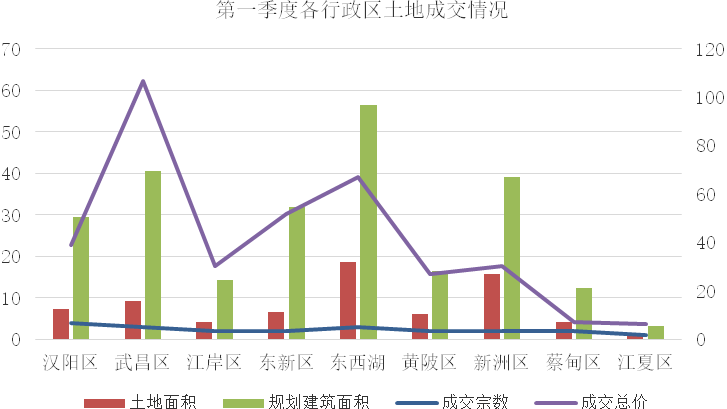 第一季度各行政区土地成交情况
70 120
60 100
50 80
40 60
30 40
20 20
10 0
0
汉阳区 武昌区 江岸区 东新区 东西湖 黄陂区 新洲区 蔡甸区 江夏区
土地面积 规划建筑面积 成交宗数 成交总价